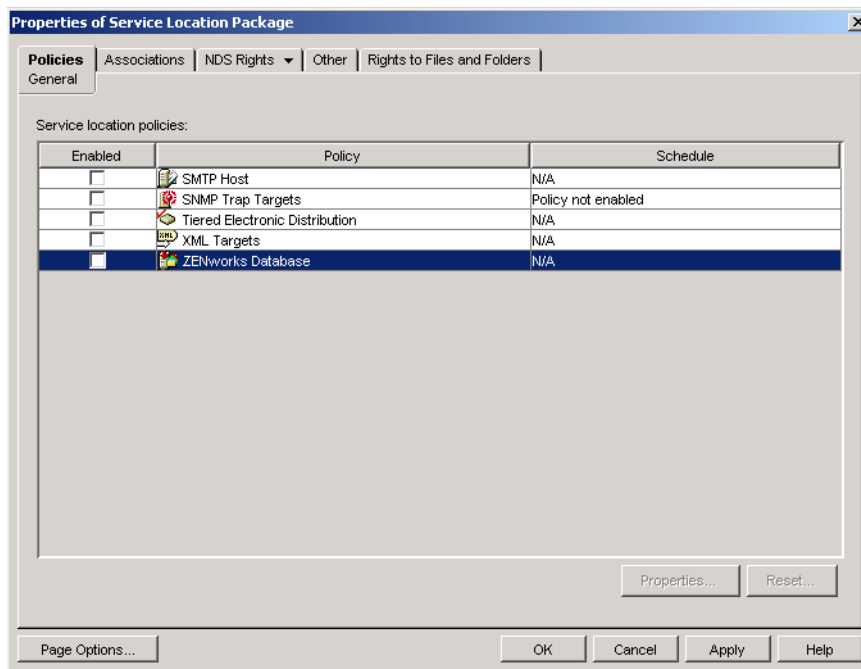 Properties of Service Location Package
Policies Associations NDS Rights Other Rights to Files and Folders
General
Service location policies:
Enabled Policy Schedule
SMTP Host N/A
SNMP Trap Targets Policy not enabled
Tiered Electronic Distribution N/A
XML XML Targets N/A
ZENworks Database N/A
Properties... Reset...
Page Options... OK Cancel Apply Help